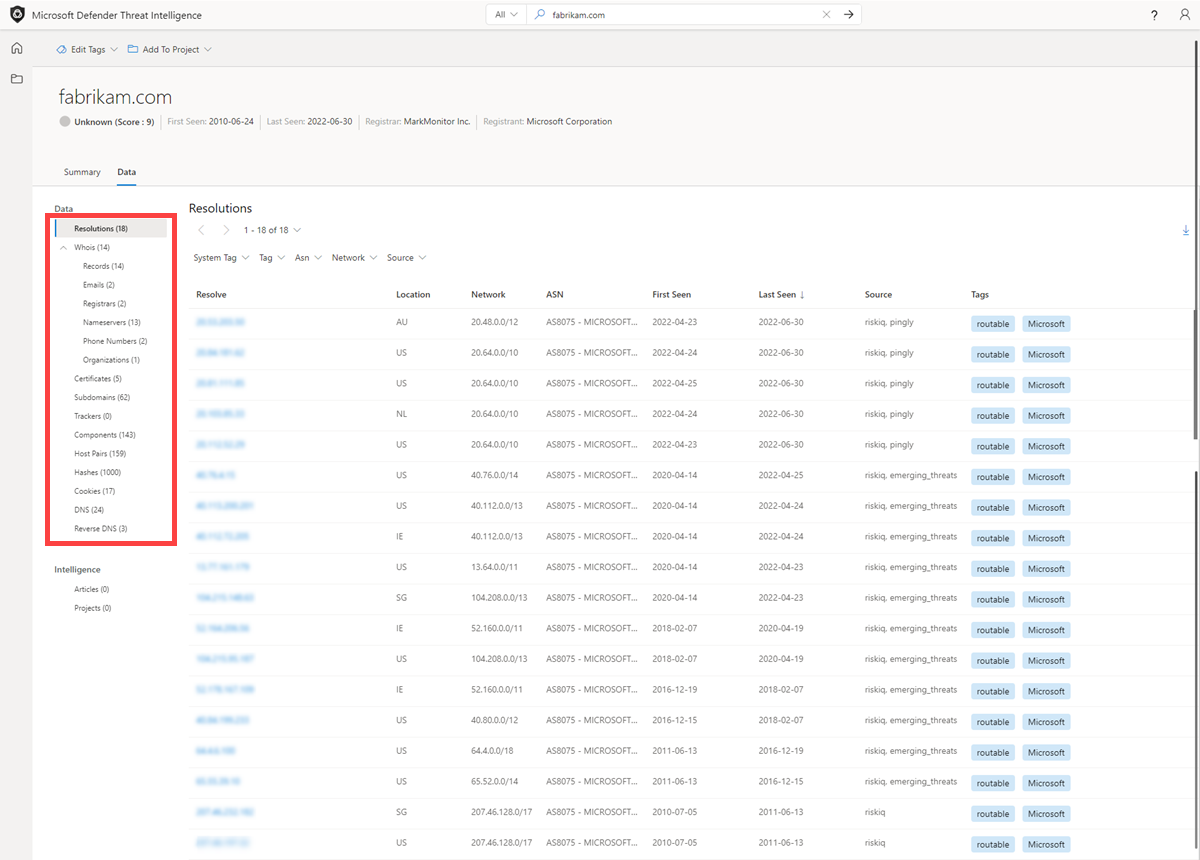 Microsoft Defender Threat Intelligence
All fabrikam.com ?
Edit Tags Add To Project
fabrikam.com
Unknown (Score : 9) First Seen: 2010-06-24 Last Seen: 2022-06-30 Registrar: MarkMonitor Inc. Registrant: Microsoft Corporation
Summary Data
Data
Resolutions (18)
Whois (14)
Records (14)
Emails (2)
Registrars (2)
Nameservers (13)
Phone Numbers (2)
Organizations (1)
Certificates (5)
Subdomains (62)
Trackers (0)
Components (143)
Host Pairs (159)
Hashes (1000)
Cookies (17)
DNS (24)
Reverse DNS (3)
Intelligence
Articles (0)
Projects (0)
Resolutions
1 - 18 of 18
System Tag Tag Asn Network Source
Resolve Location Network ASN First Seen Last Seen ↓ Source Tags
AU 20.48.0.0/12 AS8075 - MICROSOFT... 2022-04-23 2022-06-30 riskiq, pingly routable Microsoft
US 20.64.0.0/10 AS8075 - MICROSOFT... 2022-04-24 2022-06-30 riskiq, pingly routable Microsoft
US 20.64.0.0/10 AS8075 - MICROSOFT... 2022-04-25 2022-06-30 riskiq, pingly routable Microsoft
NL 20.64.0.0/10 AS8075 - MICROSOFT... 2022-04-24 2022-06-30 riskiq, pingly routable Microsoft
US 20.64.0.0/10 AS8075 - MICROSOFT... 2022-04-23 2022-06-30 riskiq, pingly routable Microsoft
US 40.76.0.0/14 AS8075 - MICROSOFT... 2020-04-14 2022-04-25 riskiq, emerging_threats routable Microsoft
US 40.112.0.0/13 AS8075 - MICROSOFT... 2020-04-14 2022-04-24 riskiq, emerging_threats routable Microsoft
IE 40.112.0.0/13 AS8075 - MICROSOFT... 2020-04-14 2022-04-24 riskiq, emerging_threats routable Microsoft
US 13.64.0.0/11 AS8075 - MICROSOFT... 2020-04-14 2022-04-23 riskiq, emerging_threats routable Microsoft
SG 104.208.0.0/13 AS8075 - MICROSOFT... 2020-04-14 2022-04-23 riskiq, emerging_threats routable Microsoft
IE 52.160.0.0/11 AS8075 - MICROSOFT... 2018-02-07 2020-04-19 riskiq, emerging_threats routable Microsoft
US 104.208.0.0/13 AS8075 - MICROSOFT... 2018-02-07 2020-04-19 riskiq, emerging_threats routable Microsoft
IE 52.160.0.0/11 AS8075 - MICROSOFT... 2016-12-19 2018-02-07 riskiq, emerging_threats routable Microsoft
US 40.80.0.0/12 AS8075 - MICROSOFT... 2016-12-15 2018-02-07 riskiq, emerging_threats routable Microsoft
US 64.4.0.0/18 AS8075 - MICROSOFT... 2011-06-13 2016-12-19 riskiq, emerging_threats routable Microsoft
US 65.52.0.0/14 AS8075 - MICROSOFT... 2011-06-13 2016-12-15 riskiq, emerging_threats routable Microsoft
SG 207.46.128.0/17 AS8075 - MICROSOFT... 2010-07-05 2011-06-13 riskiq routable Microsoft
US 207.46.128.0/17 AS8075 - MICROSOFT... 2010-07-05 2011-06-13 riskiq routable Microsoft